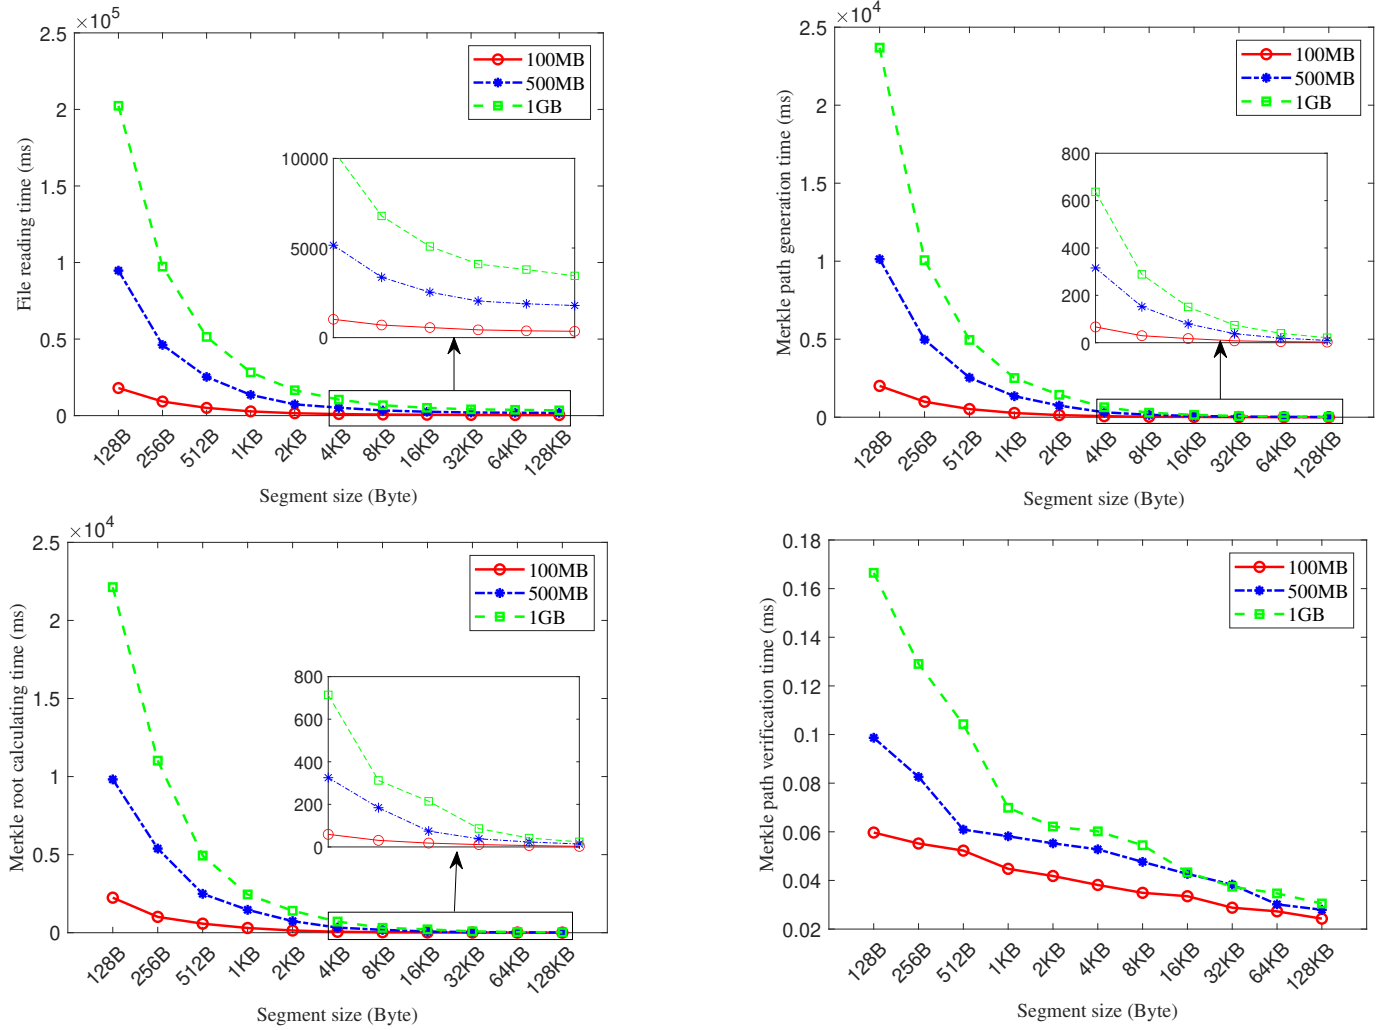 ×10^5
2.5
2
1.5
1
0.5
0
File reading time (ms)
100MB
500MB
1GB
10000
5000
0
128B
256B
512B
1KB
2KB
4KB
8KB
16KB
32KB
64KB
128KB
Segment size (Byte)
×10^4
2.5
2
1.5
1
0.5
0
Merkle path generation time (ms)
100MB
500MB
1GB
800
600
400
200
0
128B
256B
512B
1KB
2KB
4KB
8KB
16KB
32KB
64KB
128KB
Segment size (Byte)
×10^4
2.5
2
1.5
1
0.5
0
Merkle root calculating time (ms)
100MB
500MB
1GB
800
600
400
200
0
128B
256B
512B
1KB
2KB
4KB
8KB
16KB
32KB
64KB
128KB
Segment size (Byte)
0.18
0.16
0.14
0.12
0.1
0.08
0.06
0.04
0.02
Merkle path verification time (ms)
100MB
500MB
1GB
128B
256B
512B
1KB
2KB
4KB
8KB
16KB
32KB
64KB
128KB
Segment size (Byte)